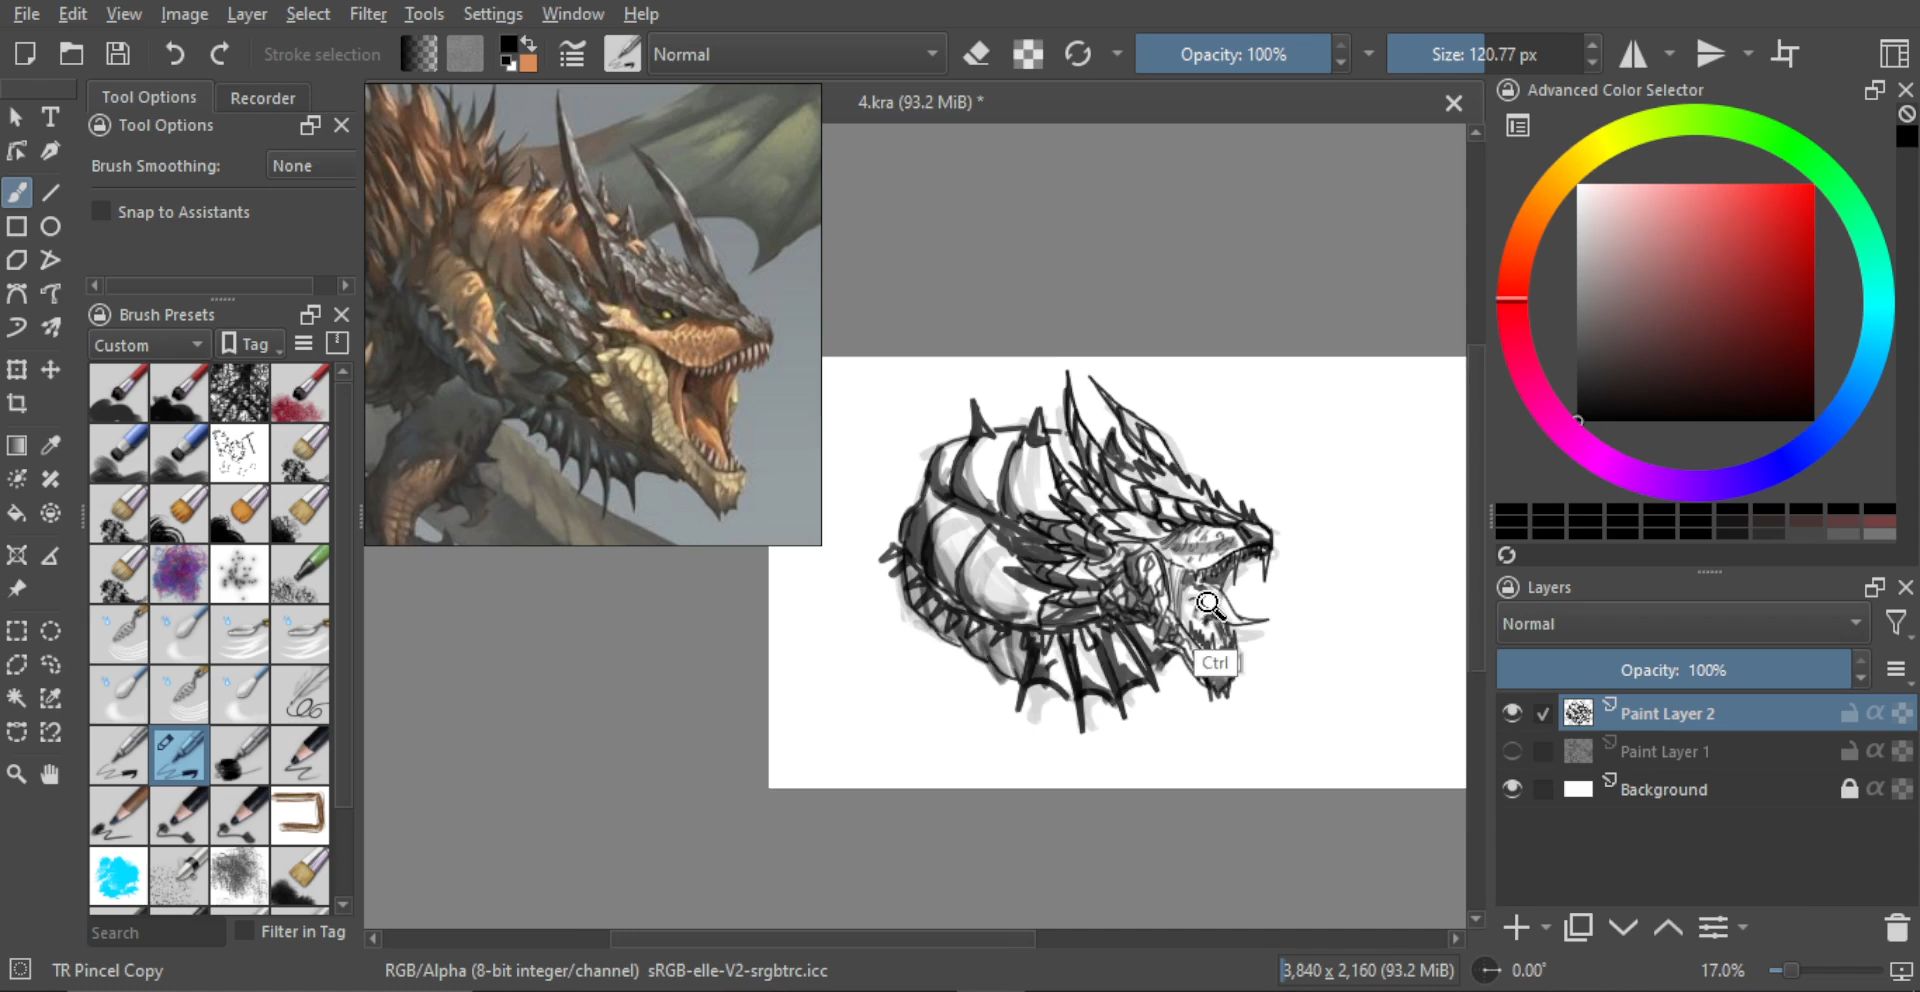 File Edit View Image Layer Select Filter Tools Settings Window Help
Stroke selection
Normal
Opacity: 100%
Size: 120.77 px
Tool Options
Recorder
Tool Options
Brush Smoothing:
None
Snap to Assistants
Brush Presets
Custom
Tag
Search
Filter in Tag
4.kra (93.2 MiB) *
Ctrl
Advanced Color Selector
Layers
Normal
Opacity: 100%
Paint Layer 2
Paint Layer 1
Background
TR Pincel Copy
RGB/Alpha (8-bit integer/channel) sRGB-elle-V2-srgbtrc.icc
3,840 x 2,160 (93.2 MiB)
0.00°
17.0%